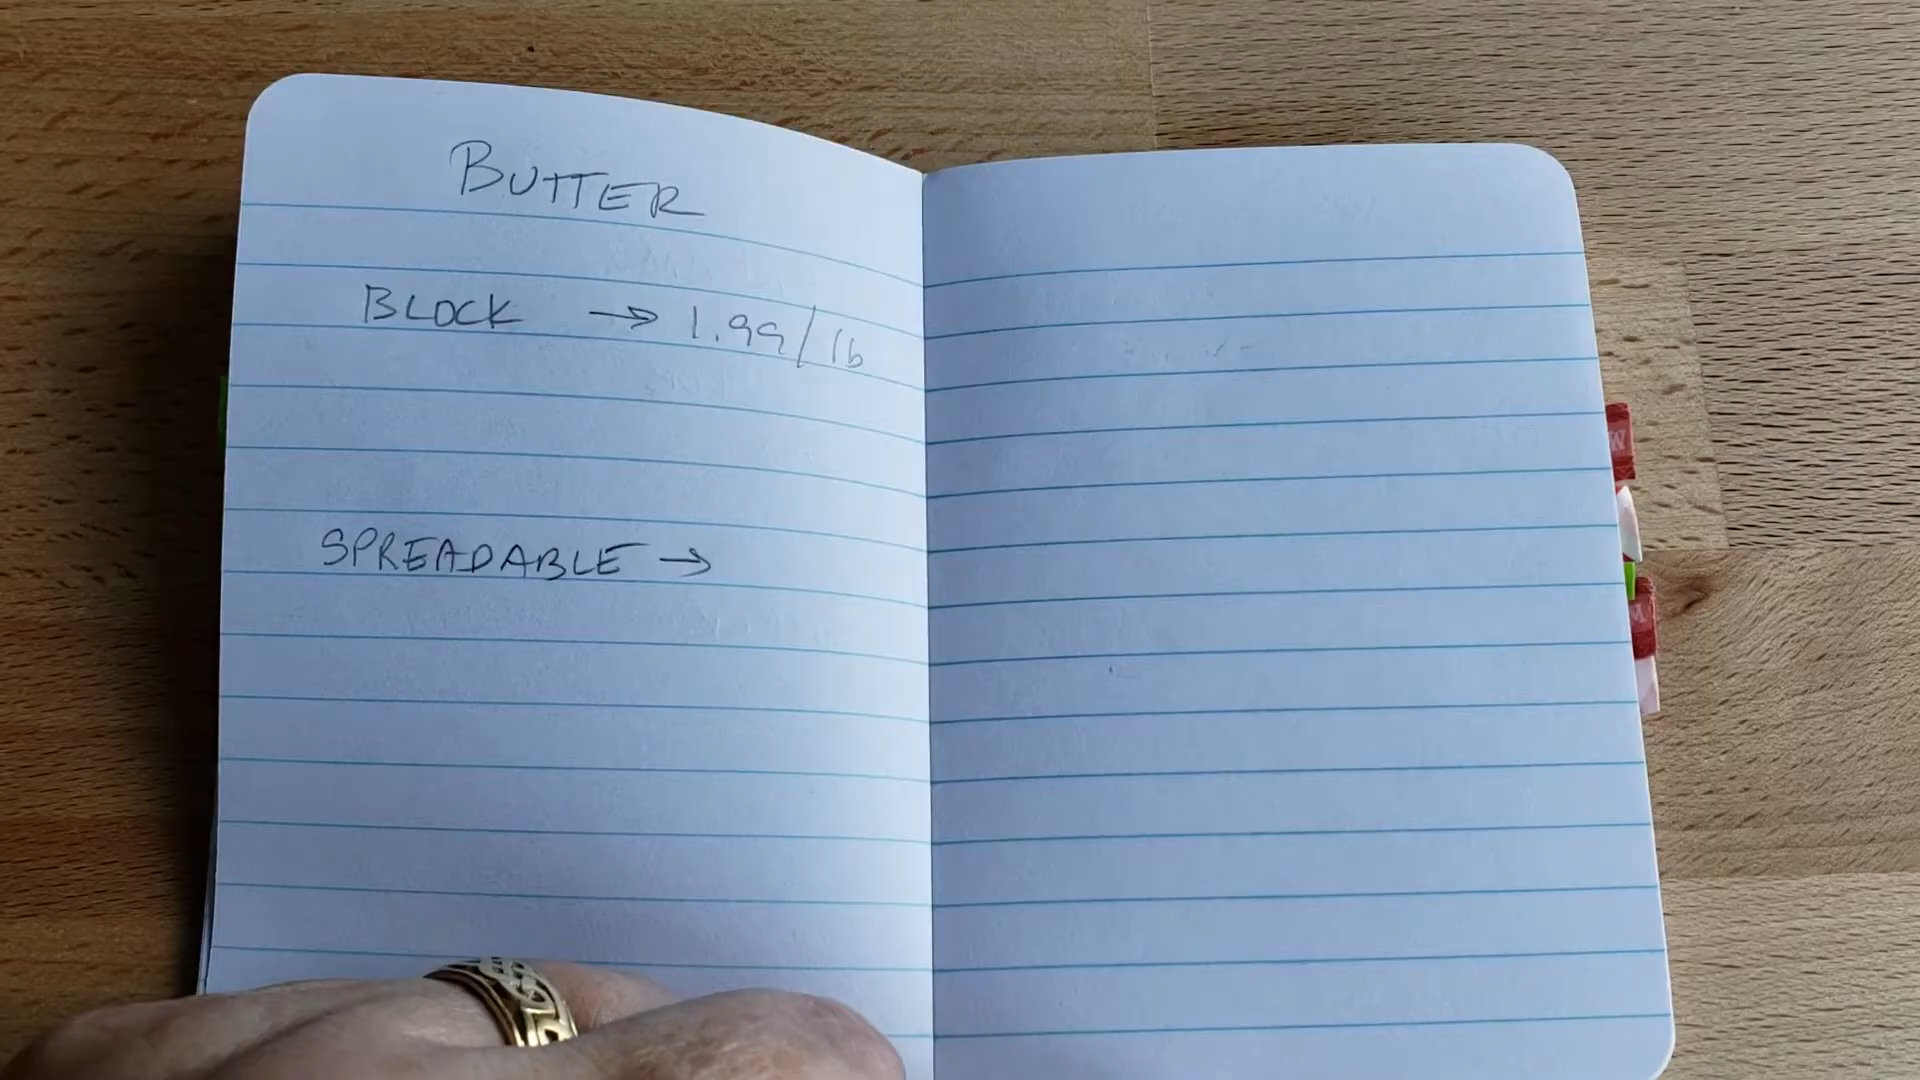 BUTTER
BLOCK → 1.99/lb
SPREADABLE →
W
M